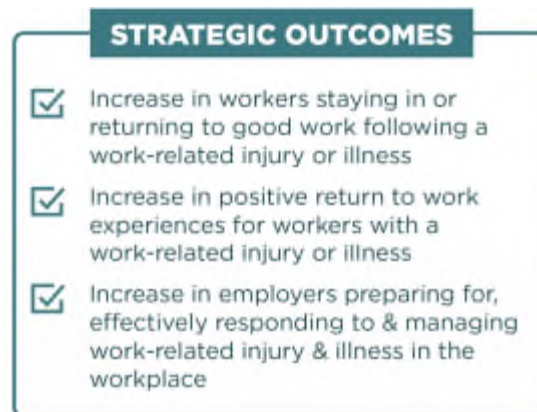 STRATEGIC OUTCOMES
Increase in workers staying in or
returning to good work following a
work-related injury or illness
Increase in positive return to work
experiences for workers with a
work-related injury or illness
Increase in employers preparing for,
effectively responding to & managing
work-related injury & illness in the
workplace